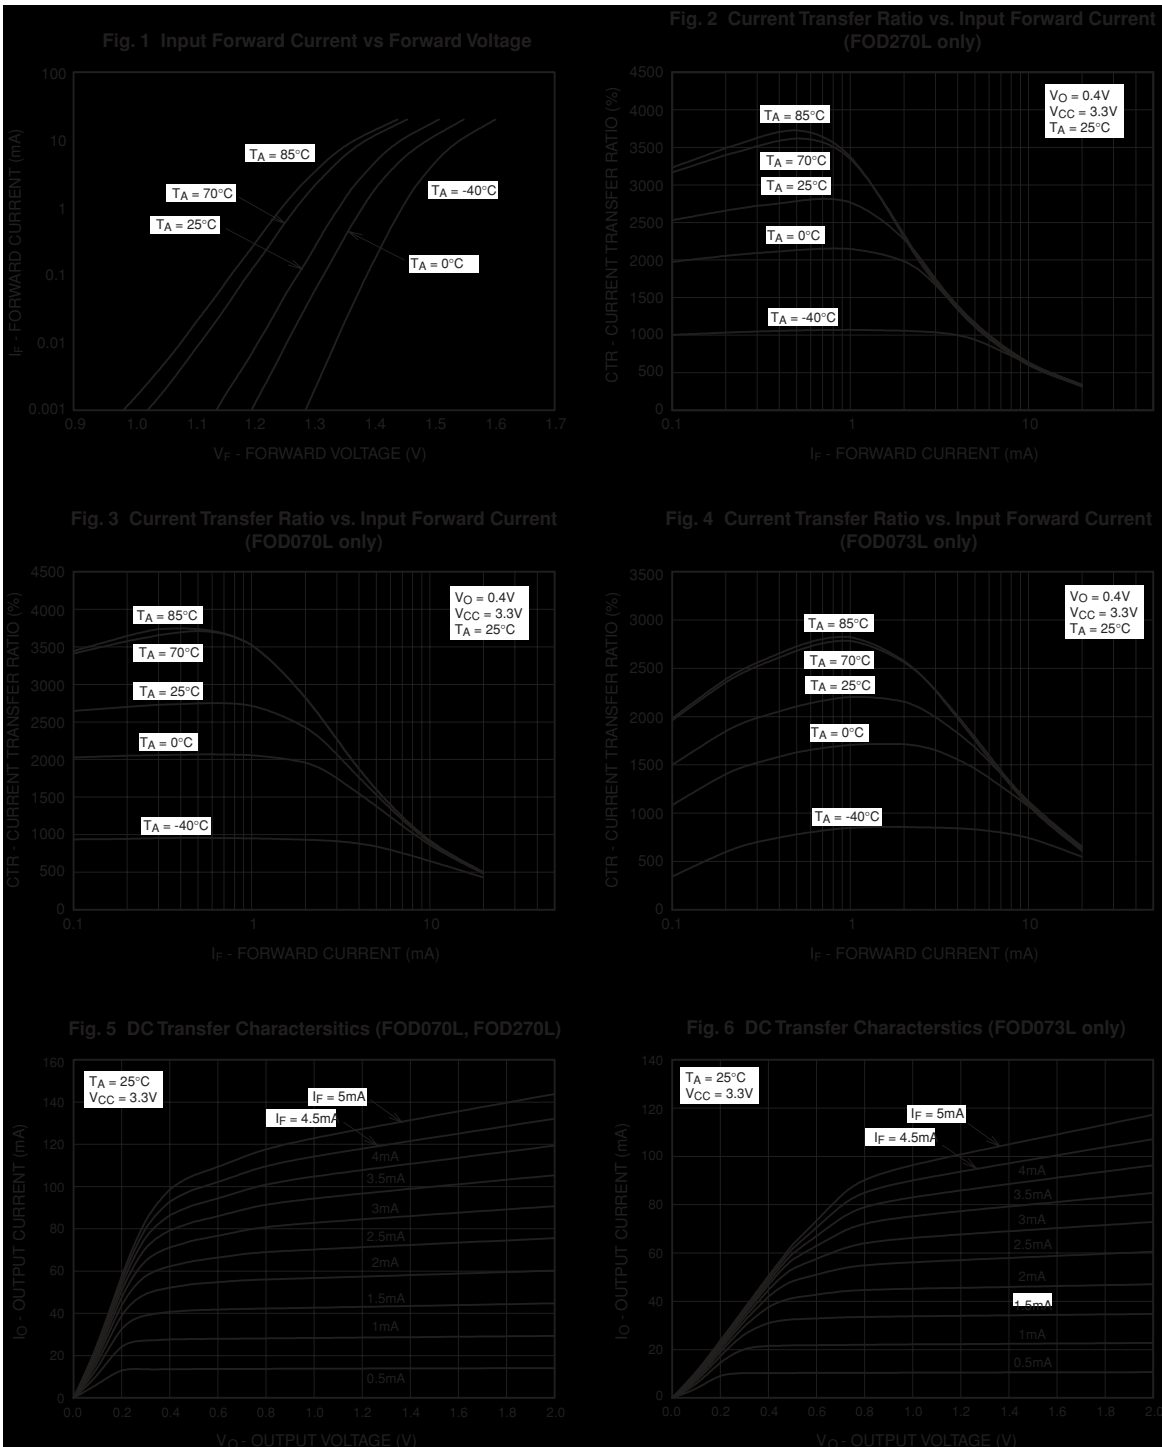 Fig. 1 Input Forward Current vs Forward Voltage
100
10
1
0.1
0.01
0.001
IF - FORWARD CURRENT (mA)
TA = 85°C
TA = 70°C
TA = 25°C
TA = -40°C
TA = 0°C
0.9 1.0 1.1 1.2 1.3 1.4 1.5 1.6 1.7
VF - FORWARD VOLTAGE (V)
Fig. 2 Current Transfer Ratio vs. Input Forward Current
(FOD270L only)
4500
4000
3500
3000
2500
2000
1500
1000
500
0
CTR - CURRENT TRANSFER RATIO (%)
VO = 0.4V
VCC = 3.3V
TA = 25°C
TA = 85°C
TA = 70°C
TA = 25°C
TA = 0°C
TA = -40°C
0.1 1 10
IF - FORWARD CURRENT (mA)
Fig. 3 Current Transfer Ratio vs. Input Forward Current
(FOD070L only)
4500
4000
3500
3000
2500
2000
1500
1000
500
0
CTR - CURRENT TRANSFER RATIO (%)
VO = 0.4V
VCC = 3.3V
TA = 25°C
TA = 85°C
TA = 70°C
TA = 25°C
TA = 0°C
TA = -40°C
0.1 1 10
IF - FORWARD CURRENT (mA)
Fig. 4 Current Transfer Ratio vs. Input Forward Current
(FOD073L only)
3500
3000
2500
2000
1500
1000
500
0
CTR - CURRENT TRANSFER RATIO (%)
VO = 0.4V
VCC = 3.3V
TA = 25°C
TA = 85°C
TA = 70°C
TA = 25°C
TA = 0°C
TA = -40°C
0.1 1 10
IF - FORWARD CURRENT (mA)
Fig. 5 DC Transfer Charactersitics (FOD070L, FOD270L)
160
140
120
100
80
60
40
20
0
IO - OUTPUT CURRENT (mA)
TA = 25°C
VCC = 3.3V
IF = 5mA
IF = 4.5mA
4mA
3.5mA
3mA
2.5mA
2mA
1.5mA
1mA
0.5mA
0.0 0.2 0.4 0.6 0.8 1.0 1.2 1.4 1.6 1.8 2.0
VO - OUTPUT VOLTAGE (V)
Fig. 6 DC Transfer Characterstics (FOD073L only)
140
120
100
80
60
40
20
0
IO - OUTPUT CURRENT (mA)
TA = 25°C
VCC = 3.3V
IF = 5mA
IF = 4.5mA
4mA
3.5mA
3mA
2.5mA
2mA
1.5mA
1mA
0.5mA
0.0 0.2 0.4 0.6 0.8 1.0 1.2 1.4 1.6 1.8 2.0
VO - OUTPUT VOLTAGE (V)